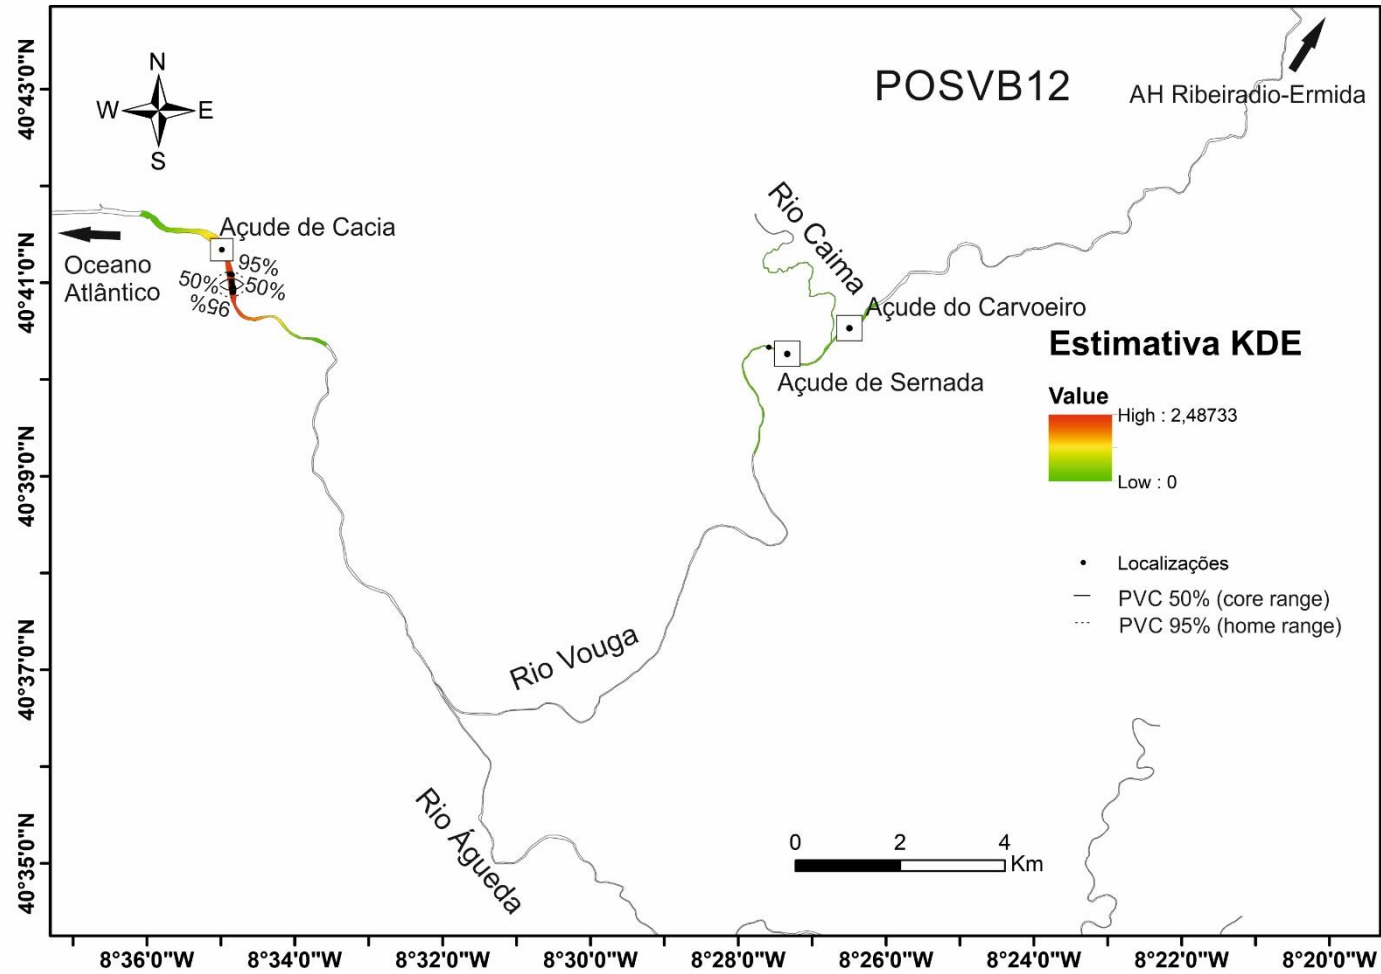 POSVB12
N
W E
S
AH Ribeiradio-Ermida
Rio Caima
Açude de Cacia
Oceano
Atlântico
95%
50% 50%
95%
Açude do Carvoeiro
Açude de Sernada
Estimativa KDE
Value
High : 2,48733
Low : 0
Localizações
PVC 50% (core range)
PVC 95% (home range)
Rio Vouga
Rio Águeda
0 2 4
Km
40°43'0"N
40°41'0"N
40°39'0"N
40°37'0"N
40°35'0"N
8°36'0"W 8°34'0"W 8°32'0"W 8°30'0"W 8°28'0"W 8°26'0"W 8°24'0"W 8°22'0"W 8°20'0"W